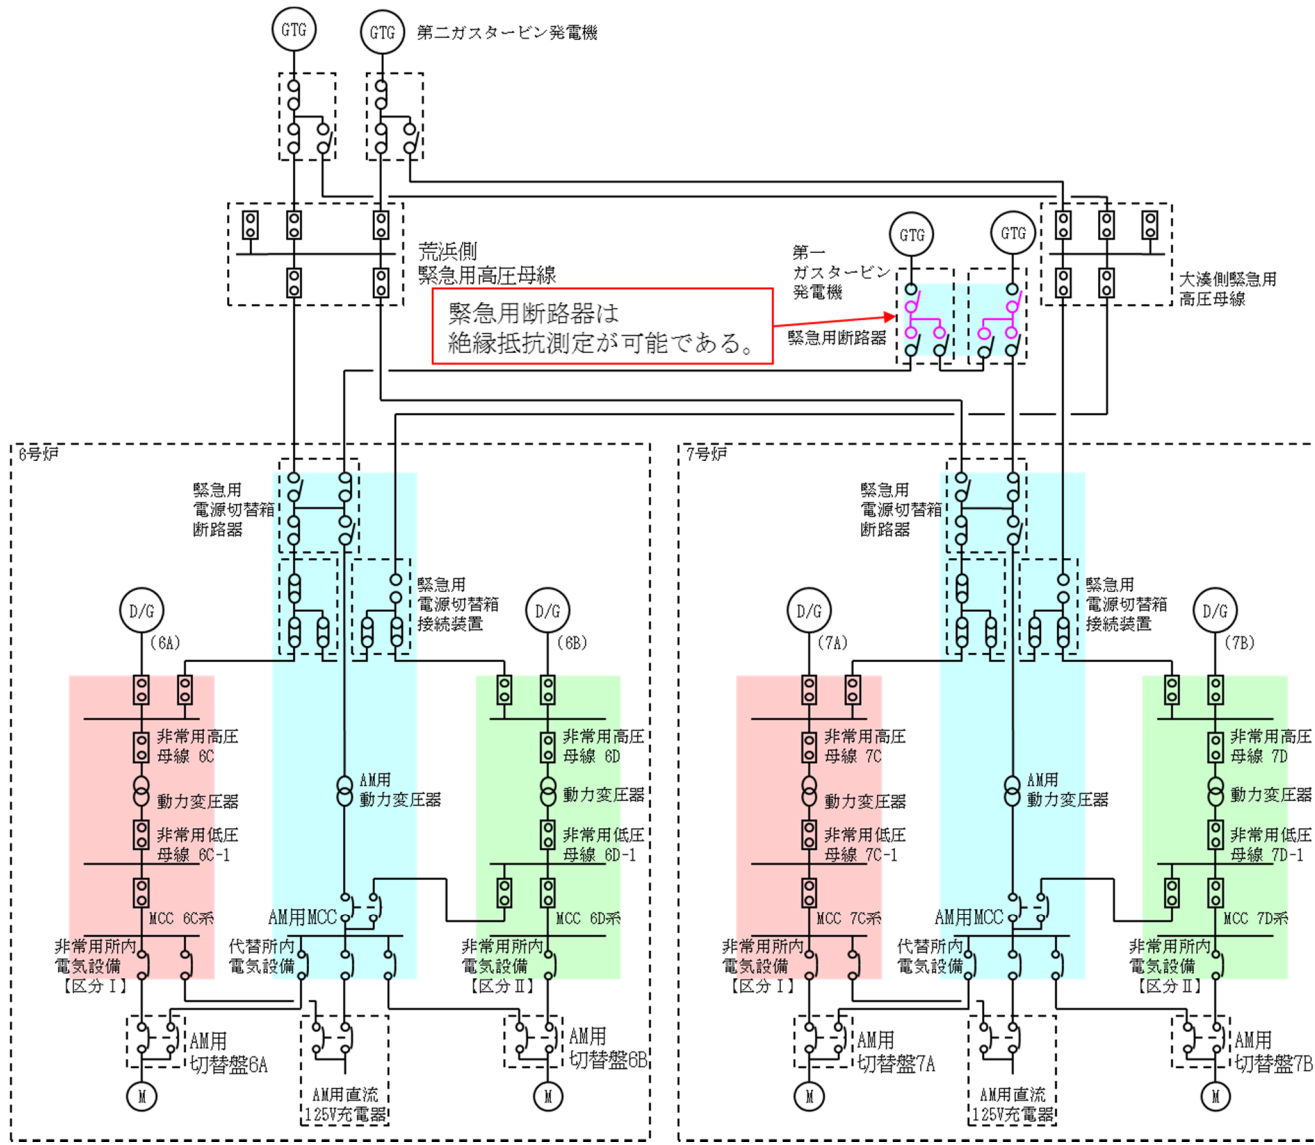 GTG
GTG
第二ガスタービン発電機
荒浜側
緊急用高圧母線
GTG
GTG
第一
ガスタービン
発電機
大湊側緊急用
高圧母線
緊急用断路器は
絶縁抵抗測定が可能である。
緊急用断路器
6号炉
緊急用
電源切替箱
断路器
緊急用
電源切替箱
接続装置
D/G
(6A)
D/G
(6B)
非常用高圧
母線 6C
AM用
動力変圧器
非常用高圧
母線 6D
動力変圧器
動力変圧器
非常用低圧
母線 6C-1
非常用低圧
母線 6D-1
MCC 6C系
AM用MCC
MCC 6D系
非常用所内
電気設備
【区分Ⅰ】
代替所内
電気設備
非常用所内
電気設備
【区分Ⅱ】
AM用
切替盤6A
AM用
切替盤6B
M
AM用直流
125V充電器
M
7号炉
緊急用
電源切替箱
断路器
緊急用
電源切替箱
接続装置
D/G
(7A)
D/G
(7B)
非常用高圧
母線 7C
AM用
動力変圧器
非常用高圧
母線 7D
動力変圧器
動力変圧器
非常用低圧
母線 7C-1
非常用低圧
母線 7D-1
MCC 7C系
AM用MCC
MCC 7D系
非常用所内
電気設備
【区分Ⅰ】
代替所内
電気設備
非常用所内
電気設備
【区分Ⅱ】
AM用
切替盤7A
AM用
切替盤7B
M
AM用直流
125V充電器
M